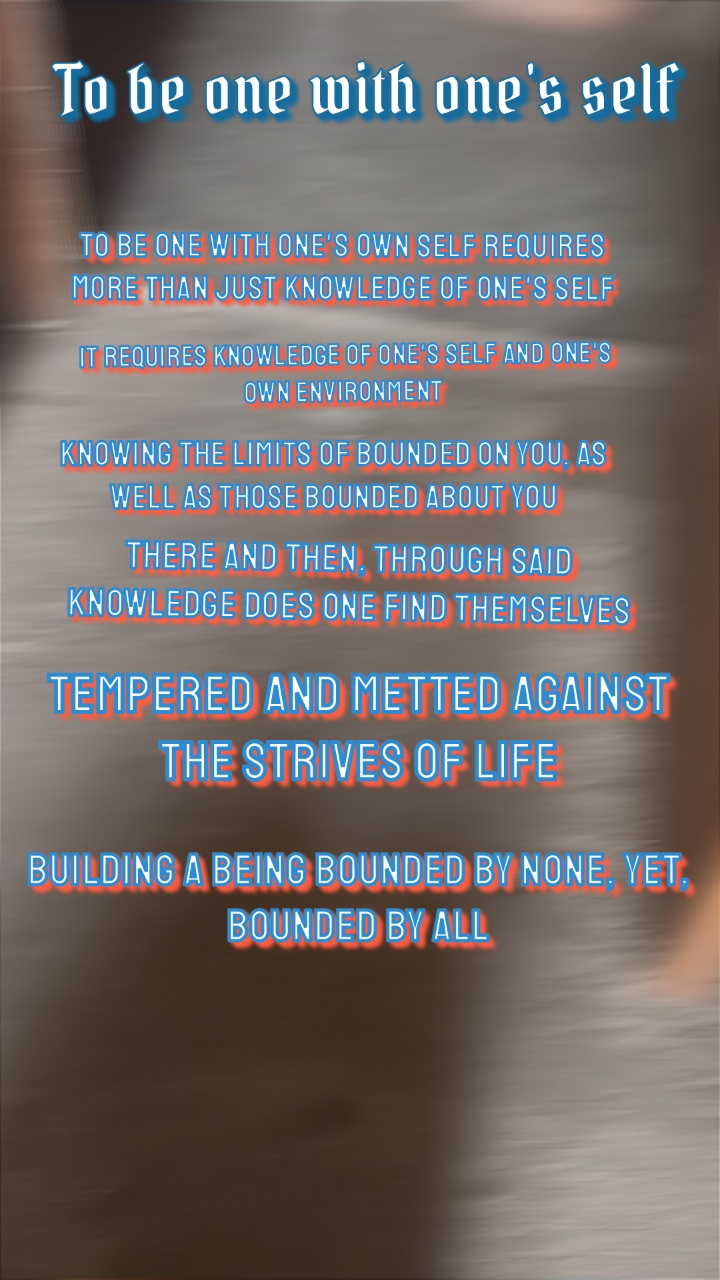 To be one with one's self
TO BE ONE WITH ONE'S OWN SELF REQUIRES
MORE THAN JUST KNOWLEDGE OF ONE'S SELF
IT REQUIRES KNOWLEDGE OF ONE'S SELF AND ONE'S
OWN ENVIRONMENT
KNOWING THE LIMITS OF BOUNDED ON YOU, AS
WELL AS THOSE BOUNDED ABOUT YOU
THERE AND THEN, THROUGH SAID
KNOWLEDGE DOES ONE FIND THEMSELVES
TEMPERED AND METTED AGAINST
THE STRIVES OF LIFE
BUILDING A BEING BOUNDED BY NONE, YET,
BOUNDED BY ALL